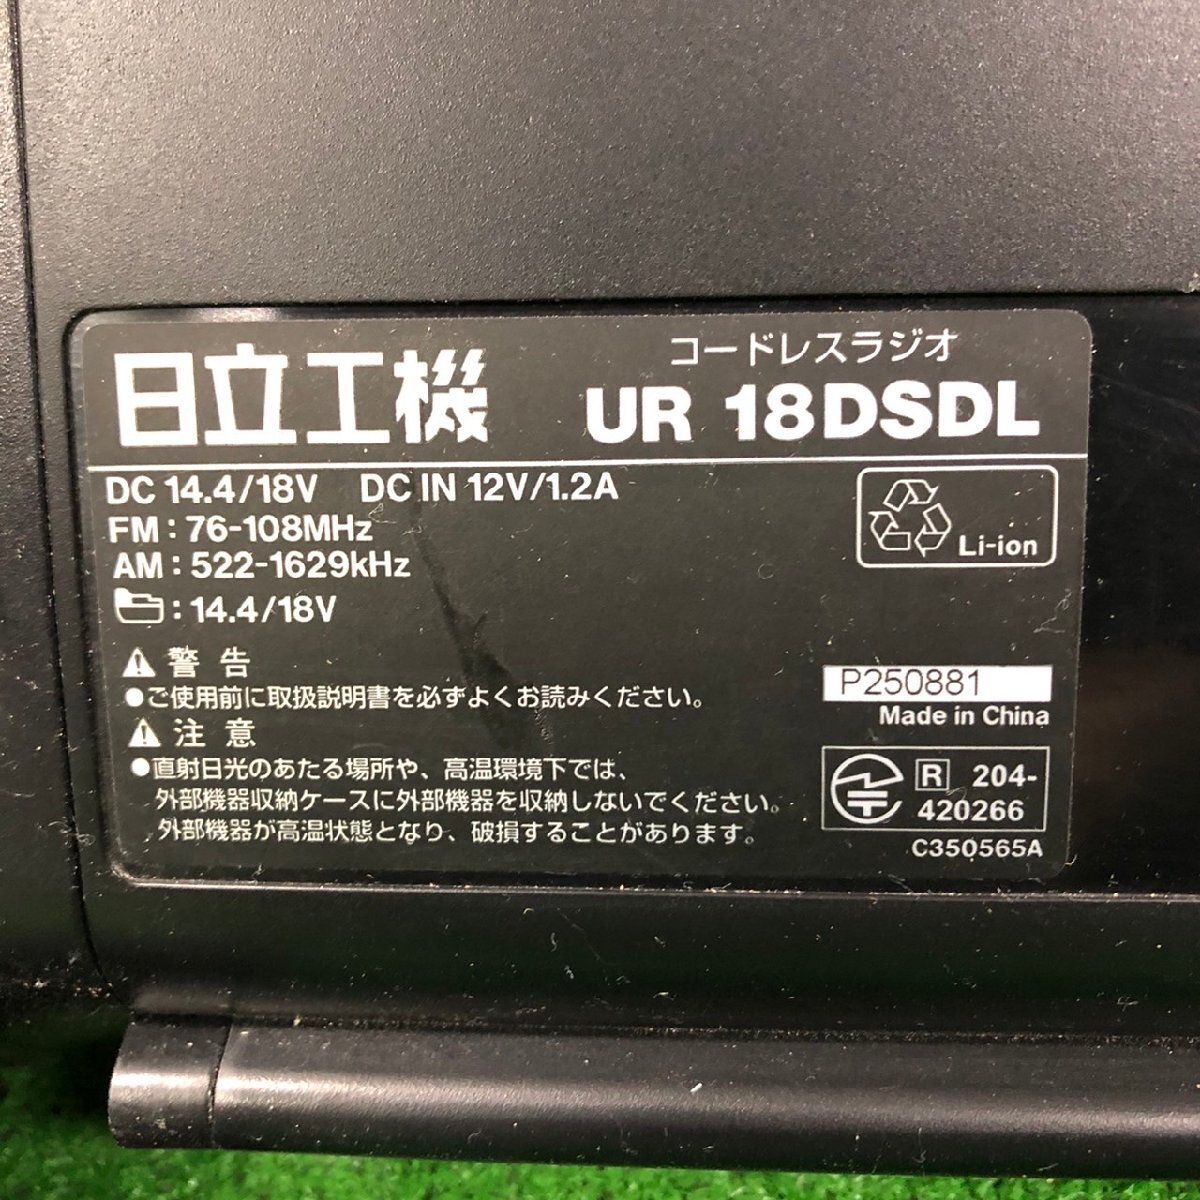 日立工機
コードレスラジオ
UR 18DSDL
DC 14.4/18V DC IN 12V/1.2A
FM : 76-108MHz
AM : 522-1629kHz
: 14.4/18V
Li-ion
警告
●ご使用前に取扱説明書を必ずよくお読みください。
注意
●直射日光のあたる場所や、高温環境下では、
外部機器収納ケースに外部機器を収納しないでください。
外部機器が高温状態となり、破損することがあります。
P250881
Made in China
R 204-
420266
C350565A